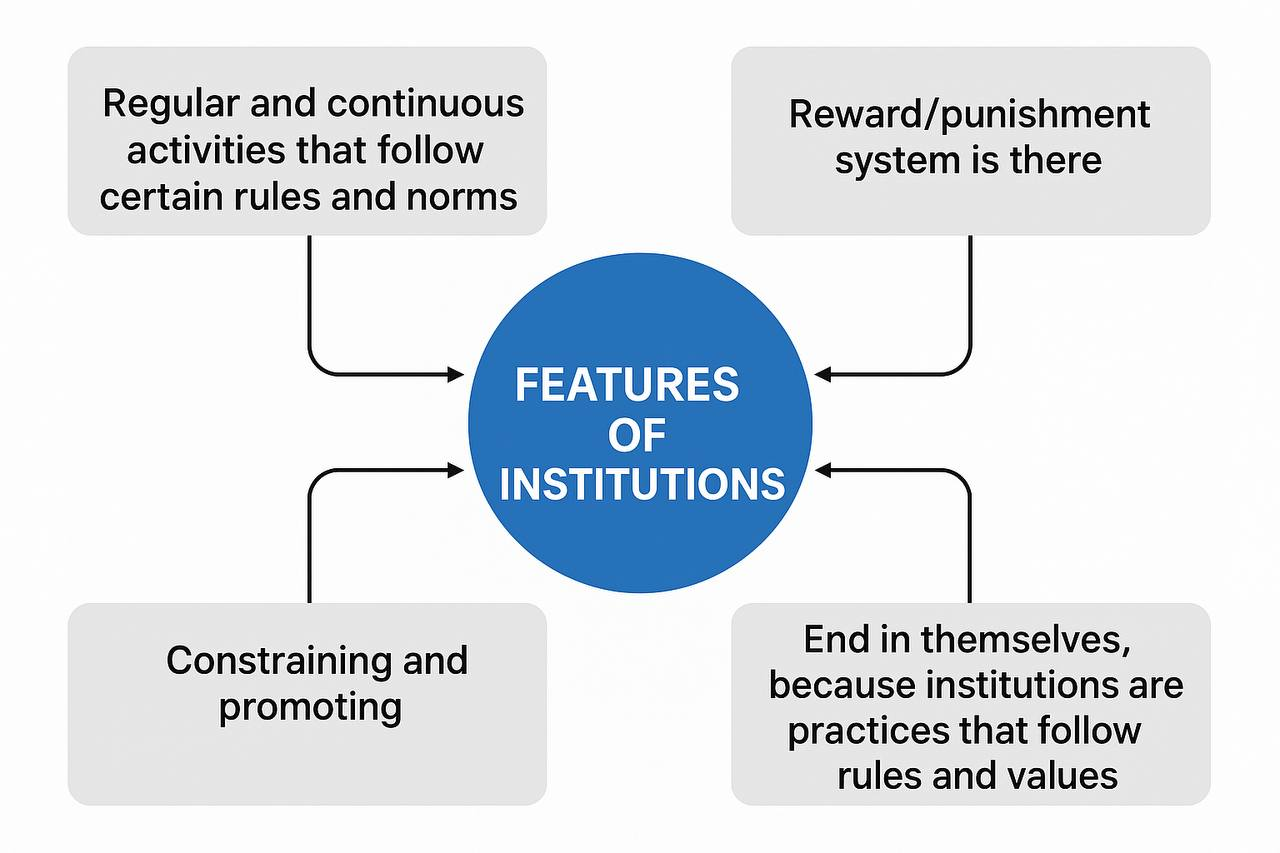 Regular and continuous
activities that follow
certain rules and norms
Reward/punishment
system is there
FEATURES
OF
INSTITUTIONS
Constraining and
promoting
End in themselves,
because institutions are
practices that follow
rules and values